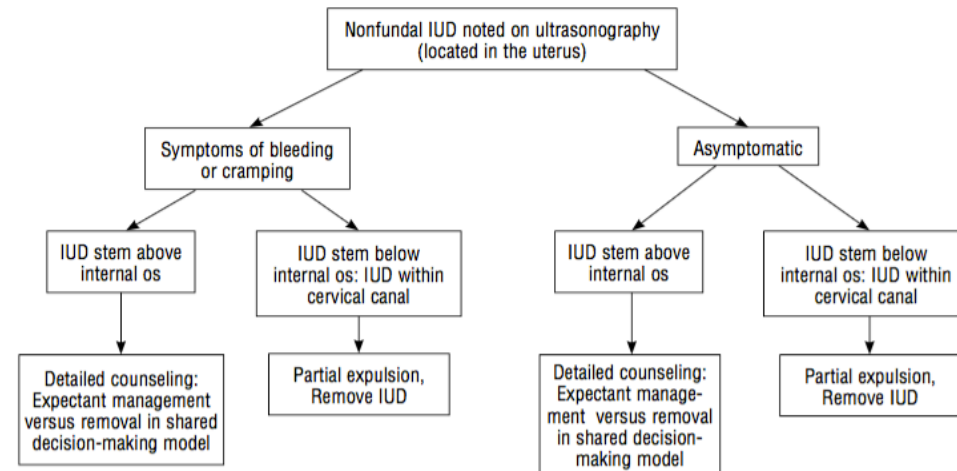 Nonfundal IUD noted on ultrasonography
(located in the uterus)
Symptoms of bleeding
or cramping
Asymptomatic
IUD stem above
internal os
IUD stem below
internal os: IUD within
cervical canal
IUD stem above
internal os
IUD stem below
internal os: IUD within
cervical canal
Detailed counseling:
Expectant management
versus removal in shared
decision-making model
Partial expulsion,
Remove IUD
Detailed counseling:
Expectant manage-
ment versus removal
in shared decision-
making model
Partial expulsion,
Remove IUD